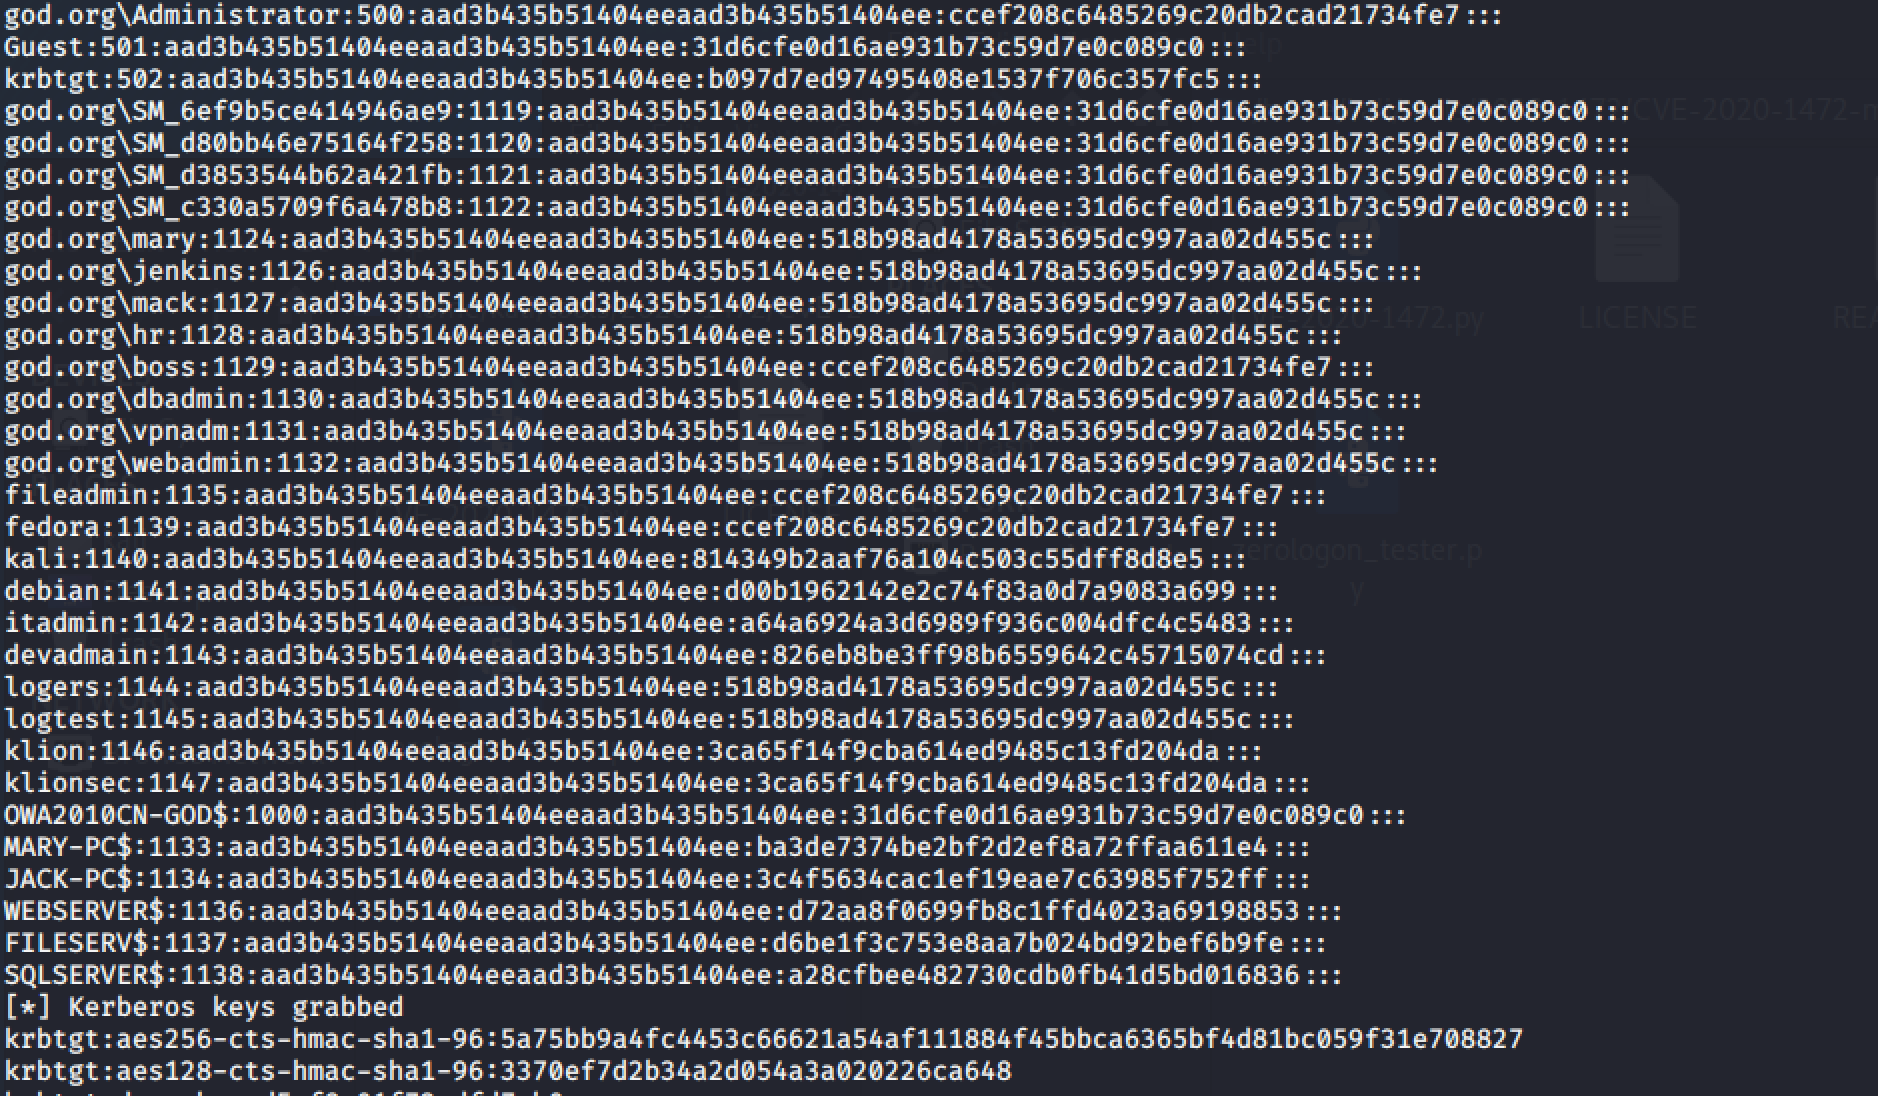 god.org\Administrator:500:aad3b435b51404eeaad3b435b51404ee:ccef208c6485269c20db2cad21734fe7:::
Guest:501:aad3b435b51404eeaad3b435b51404ee:31d6cfe0d16ae931b73c59d7e0c089c0:::
krbtgt:502:aad3b435b51404eeaad3b435b51404ee:b097d7ed97495408e1537f706c357fc5:::
god.org\SM_6ef9b5ce414946ae9:1119:aad3b435b51404eeaad3b435b51404ee:31d6cfe0d16ae931b73c59d7e0c089c0:::
god.org\SM_d80bb46e75164f258:1120:aad3b435b51404eeaad3b435b51404ee:31d6cfe0d16ae931b73c59d7e0c089c0:::
god.org\SM_d3853544b62a421fb:1121:aad3b435b51404eeaad3b435b51404ee:31d6cfe0d16ae931b73c59d7e0c089c0:::
god.org\SM_c330a5709f6a478b8:1122:aad3b435b51404eeaad3b435b51404ee:31d6cfe0d16ae931b73c59d7e0c089c0:::
god.org\mary:1124:aad3b435b51404eeaad3b435b51404ee:518b98ad4178a53695dc997aa02d455c:::
god.org\jenkins:1126:aad3b435b51404eeaad3b435b51404ee:518b98ad4178a53695dc997aa02d455c:::
god.org\mack:1127:aad3b435b51404eeaad3b435b51404ee:518b98ad4178a53695dc997aa02d455c:::
god.org\hr:1128:aad3b435b51404eeaad3b435b51404ee:518b98ad4178a53695dc997aa02d455c:::
god.org\boss:1129:aad3b435b51404eeaad3b435b51404ee:ccef208c6485269c20db2cad21734fe7:::
god.org\dbadmin:1130:aad3b435b51404eeaad3b435b51404ee:518b98ad4178a53695dc997aa02d455c:::
god.org\vpnadm:1131:aad3b435b51404eeaad3b435b51404ee:518b98ad4178a53695dc997aa02d455c:::
god.org\webadmin:1132:aad3b435b51404eeaad3b435b51404ee:518b98ad4178a53695dc997aa02d455c:::
fileadmin:1135:aad3b435b51404eeaad3b435b51404ee:ccef208c6485269c20db2cad21734fe7:::
fedora:1139:aad3b435b51404eeaad3b435b51404ee:ccef208c6485269c20db2cad21734fe7:::
kali:1140:aad3b435b51404eeaad3b435b51404ee:814349b2aaf76a104c503c55dff8d8e5:::
debian:1141:aad3b435b51404eeaad3b435b51404ee:d00b1962142e2c74f83a0d7a9083a699:::
itadmin:1142:aad3b435b51404eeaad3b435b51404ee:a64a6924a3d6989f936c004dfc4c5483:::
devadmain:1143:aad3b435b51404eeaad3b435b51404ee:826eb8be3ff98b6559642c45715074cd:::
logers:1144:aad3b435b51404eeaad3b435b51404ee:518b98ad4178a53695dc997aa02d455c:::
logtest:1145:aad3b435b51404eeaad3b435b51404ee:518b98ad4178a53695dc997aa02d455c:::
klion:1146:aad3b435b51404eeaad3b435b51404ee:3ca65f14f9cba614ed9485c13fd204da:::
klionsec:1147:aad3b435b51404eeaad3b435b51404ee:3ca65f14f9cba614ed9485c13fd204da:::
OWA2010CN-GOD$:1000:aad3b435b51404eeaad3b435b51404ee:31d6cfe0d16ae931b73c59d7e0c089c0:::
MARY-PC$:1133:aad3b435b51404eeaad3b435b51404ee:ba3de7374be2bf2d2ef8a72ffaa611e4:::
JACK-PC$:1134:aad3b435b51404eeaad3b435b51404ee:3c4f5634cac1ef19eae7c63985f752ff:::
WEBSERVER$:1136:aad3b435b51404eeaad3b435b51404ee:d72aa8f0699fb8c1ffd4023a69198853:::
FILESERV$:1137:aad3b435b51404eeaad3b435b51404ee:d6be1f3c753e8aa7b024bd92bef6b9fe:::
SQLSERVER$:1138:aad3b435b51404eeaad3b435b51404ee:a28cfbee482730cdb0fb41d5bd016836:::
[*] Kerberos keys grabbed
krbtgt:aes256-cts-hmac-sha1-96:5a75bb9a4fc4453c66621a54af111884f45bbca6365bf4d81bc059f31e708827
krbtgt:aes128-cts-hmac-sha1-96:3370ef7d2b34a2d054a3a020226ca648